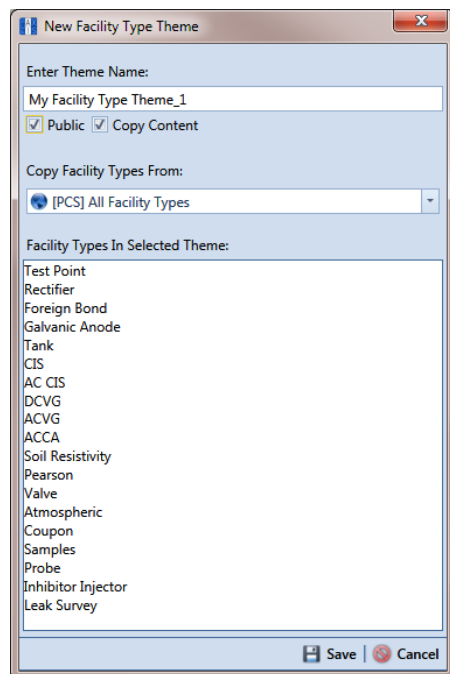 New Facility Type Theme
Enter Theme Name:
My Facility Type Theme_1
Public Copy Content
Copy Facility Types From:
[PCS] All Facility Types
Facility Types In Selected Theme:
Test Point
Rectifier
Foreign Bond
Galvanic Anode
Tank
CIS
AC CIS
DCVG
ACVG
ACCA
Soil Resistivity
Pearson
Valve
Atmospheric
Coupon
Samples
Probe
Inhibitor Injector
Leak Survey
Save | Cancel